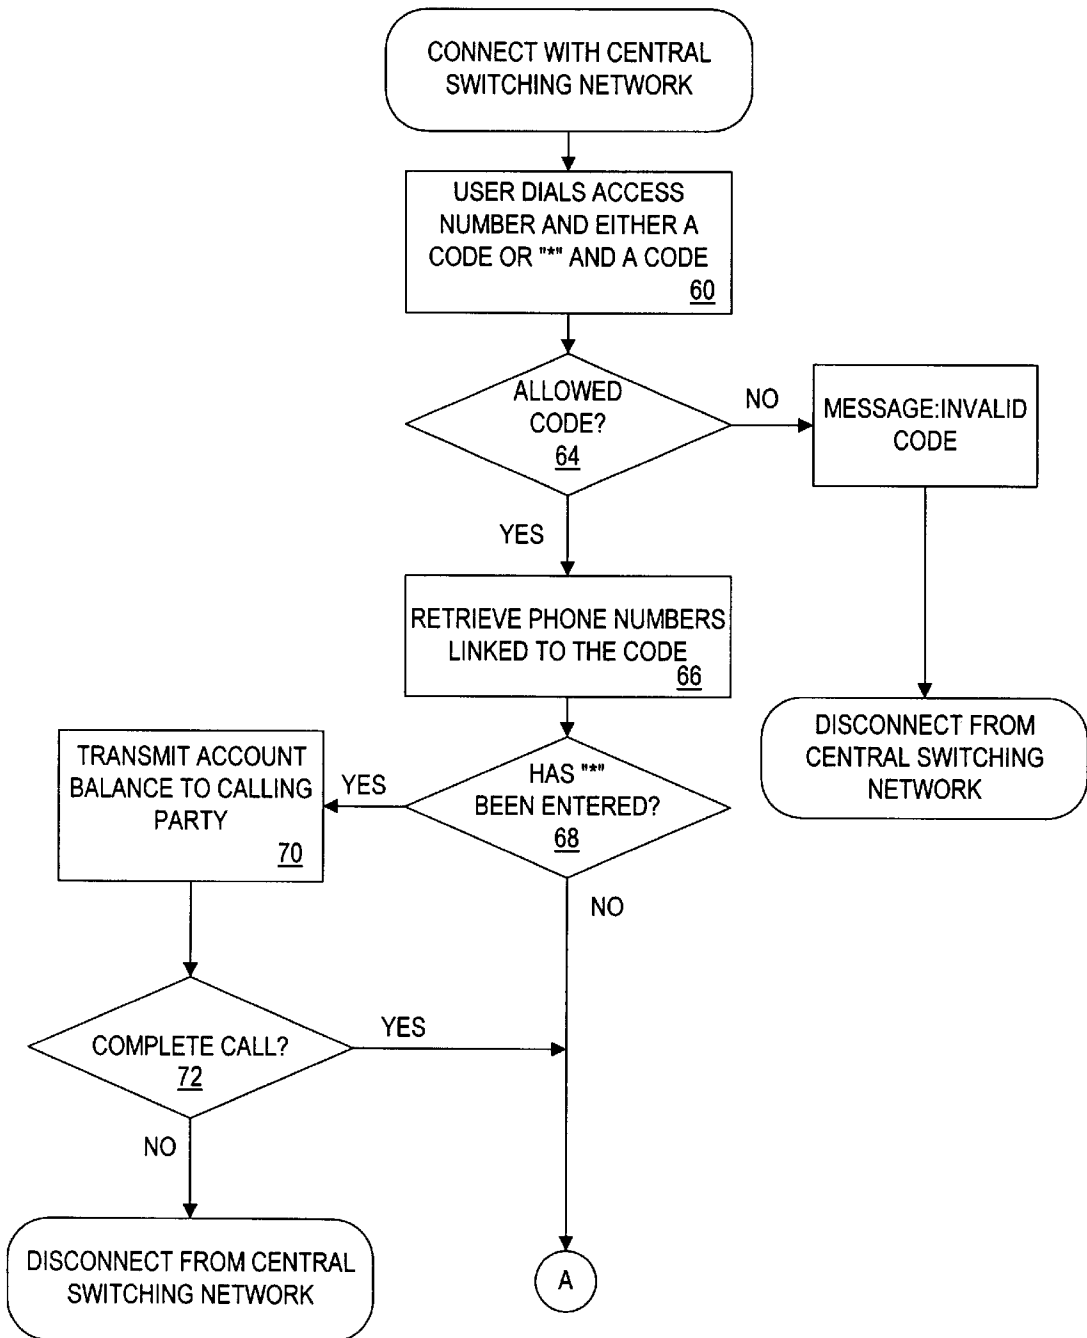 CONNECT WITH CENTRAL
SWITCHING NETWORK
USER DIALS ACCESS
NUMBER AND EITHER A
CODE OR "*" AND A CODE
60
ALLOWED
CODE?
64
NO
MESSAGE:INVALID
CODE
YES
RETRIEVE PHONE NUMBERS
LINKED TO THE CODE
66
DISCONNECT FROM
CENTRAL SWITCHING
NETWORK
HAS "*"
BEEN ENTERED?
68
YES
TRANSMIT ACCOUNT
BALANCE TO CALLING
PARTY
70
NO
COMPLETE CALL?
72
YES
NO
DISCONNECT FROM CENTRAL
SWITCHING NETWORK
A